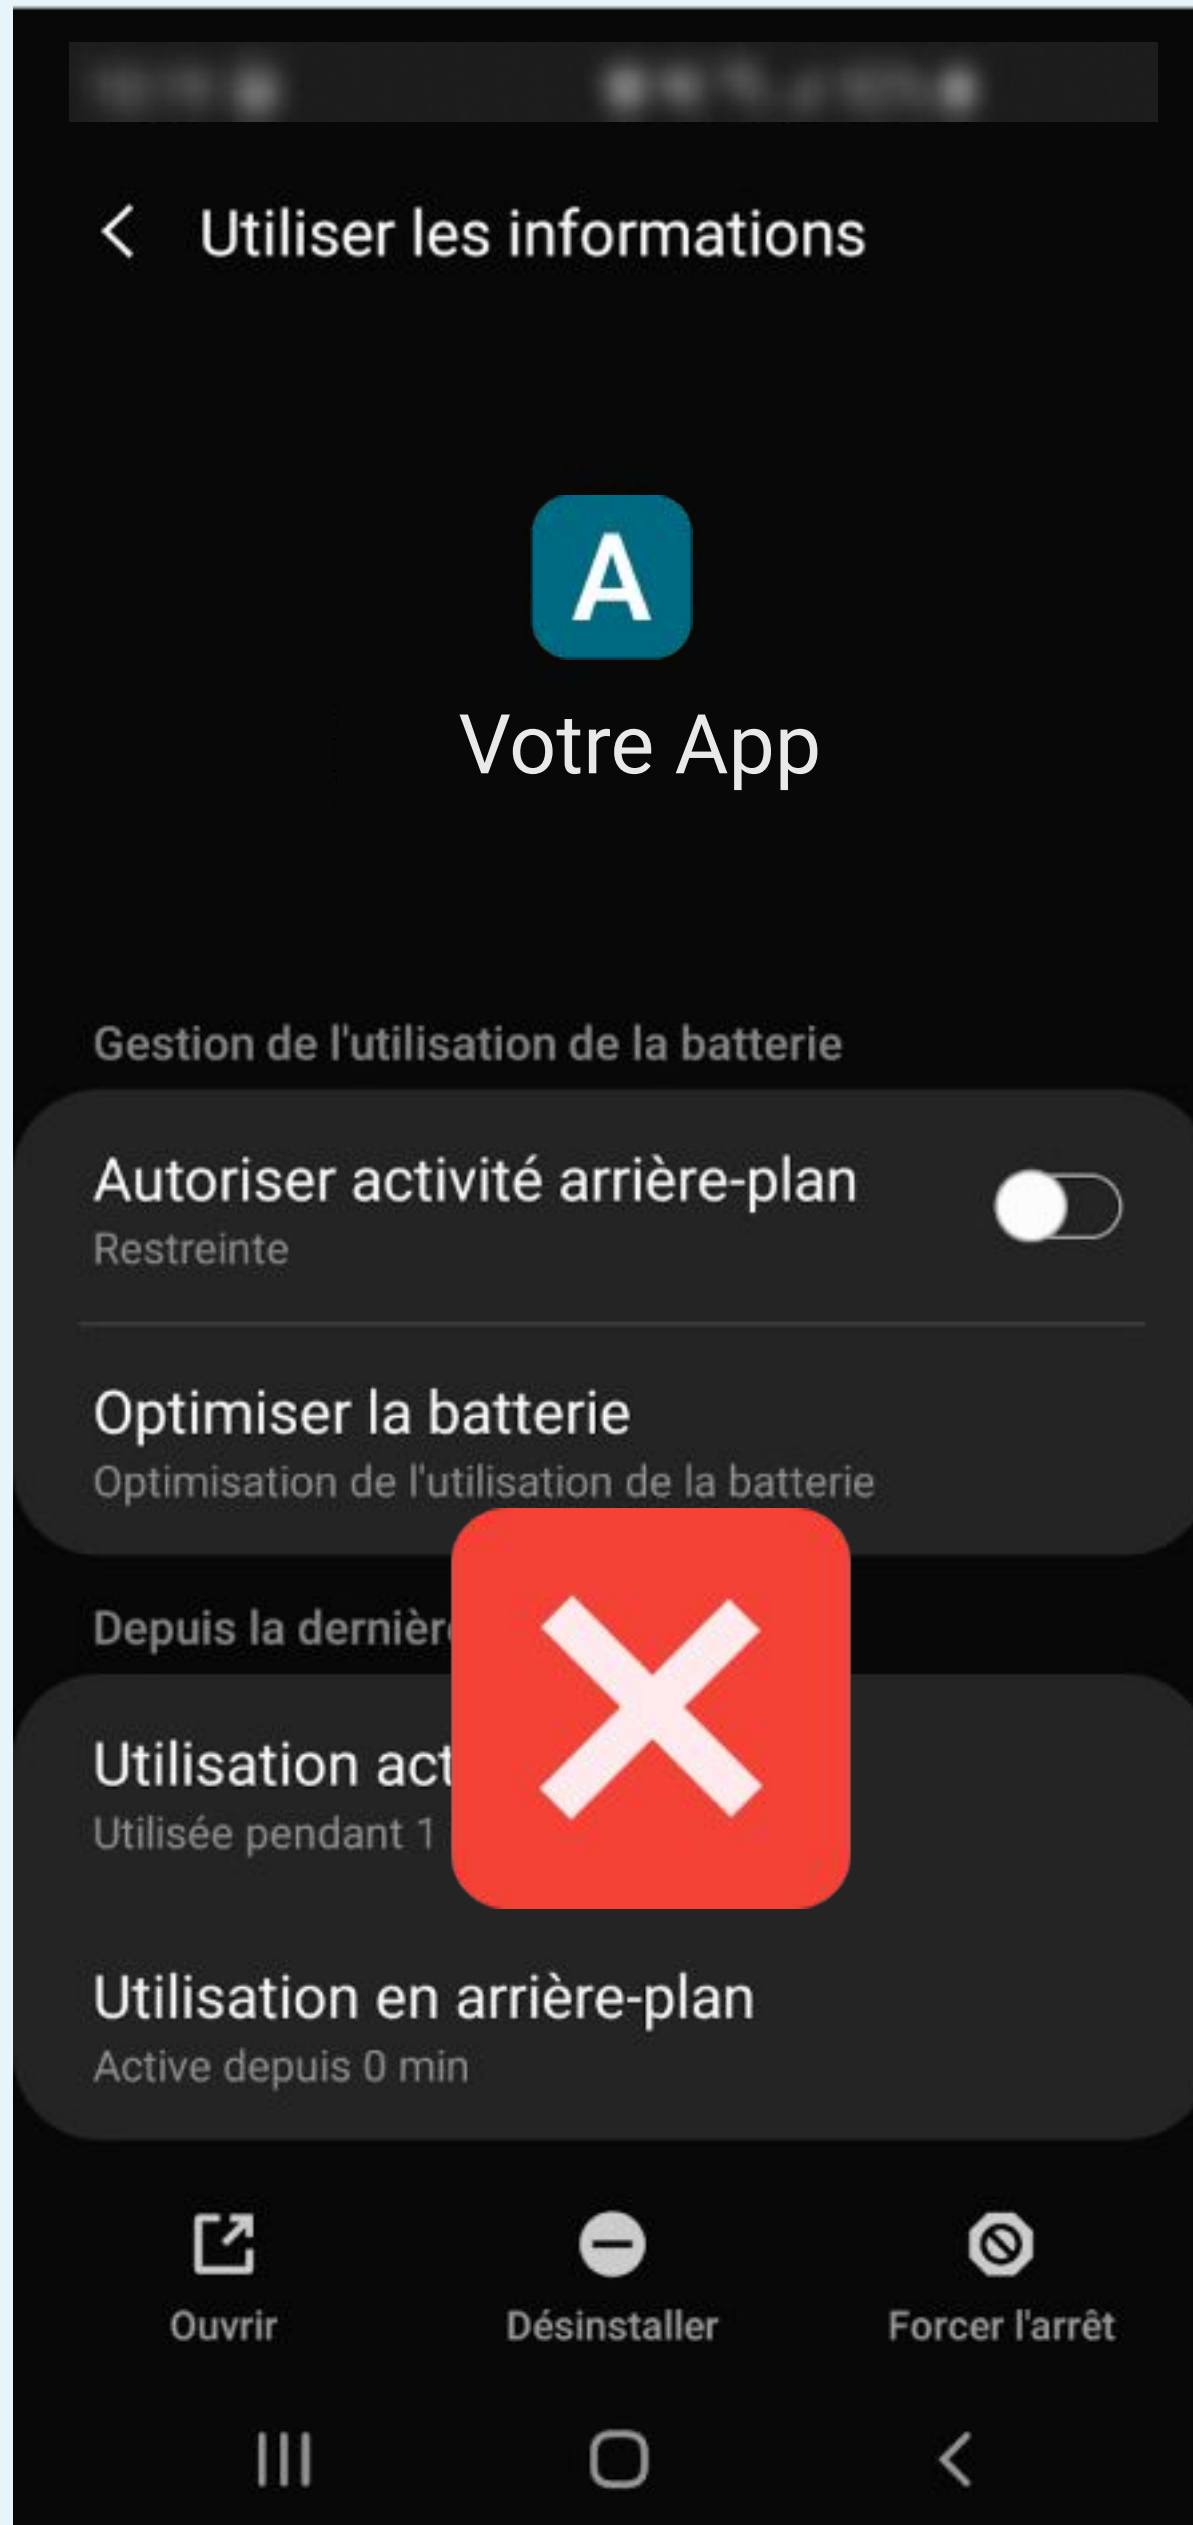 Utiliser les informations
A
Votre App
Gestion de l'utilisation de la batterie
Autoriser activité arrière-plan
Restreinte
Optimiser la batterie
Optimisation de l'utilisation de la batterie
Depuis la
Utilisation
Utilisée pendant 1
Utilisation en arrière-plan
Active depuis 0 min
Ouvrir
Désinstaller
Forcer l'arrêt